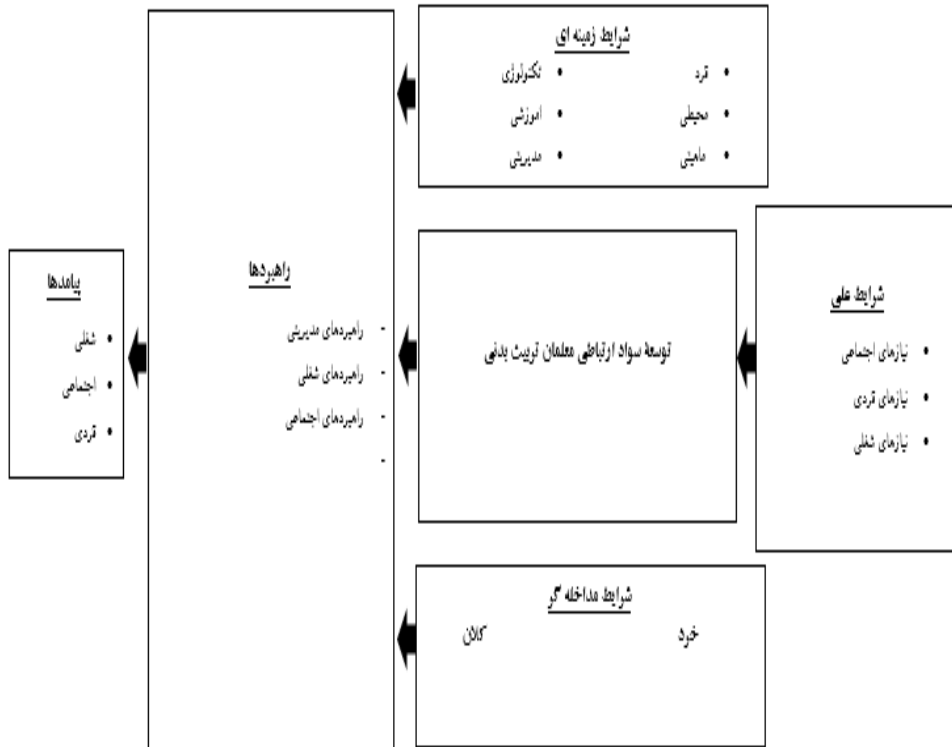 شرایط زمینه ای
• فرد
• محیطی
• ماهیتی
• تکنولوژی
• اموزشی
• مدیریتی
شرایط علی
• نیازهای اجتماعی
• نیازهای فردی
• نیازهای شغلی
توسعهٔ سواد ارتباطی معلمان تربیت بدنی
راهبردها
- راهبردهای مدیریتی
- راهبردهای شغلی
- راهبردهای اجتماعی
-
پیامدها
• شغلی
• اجتماعی
• فردی
شرایط مداخله گر
خرد کلان